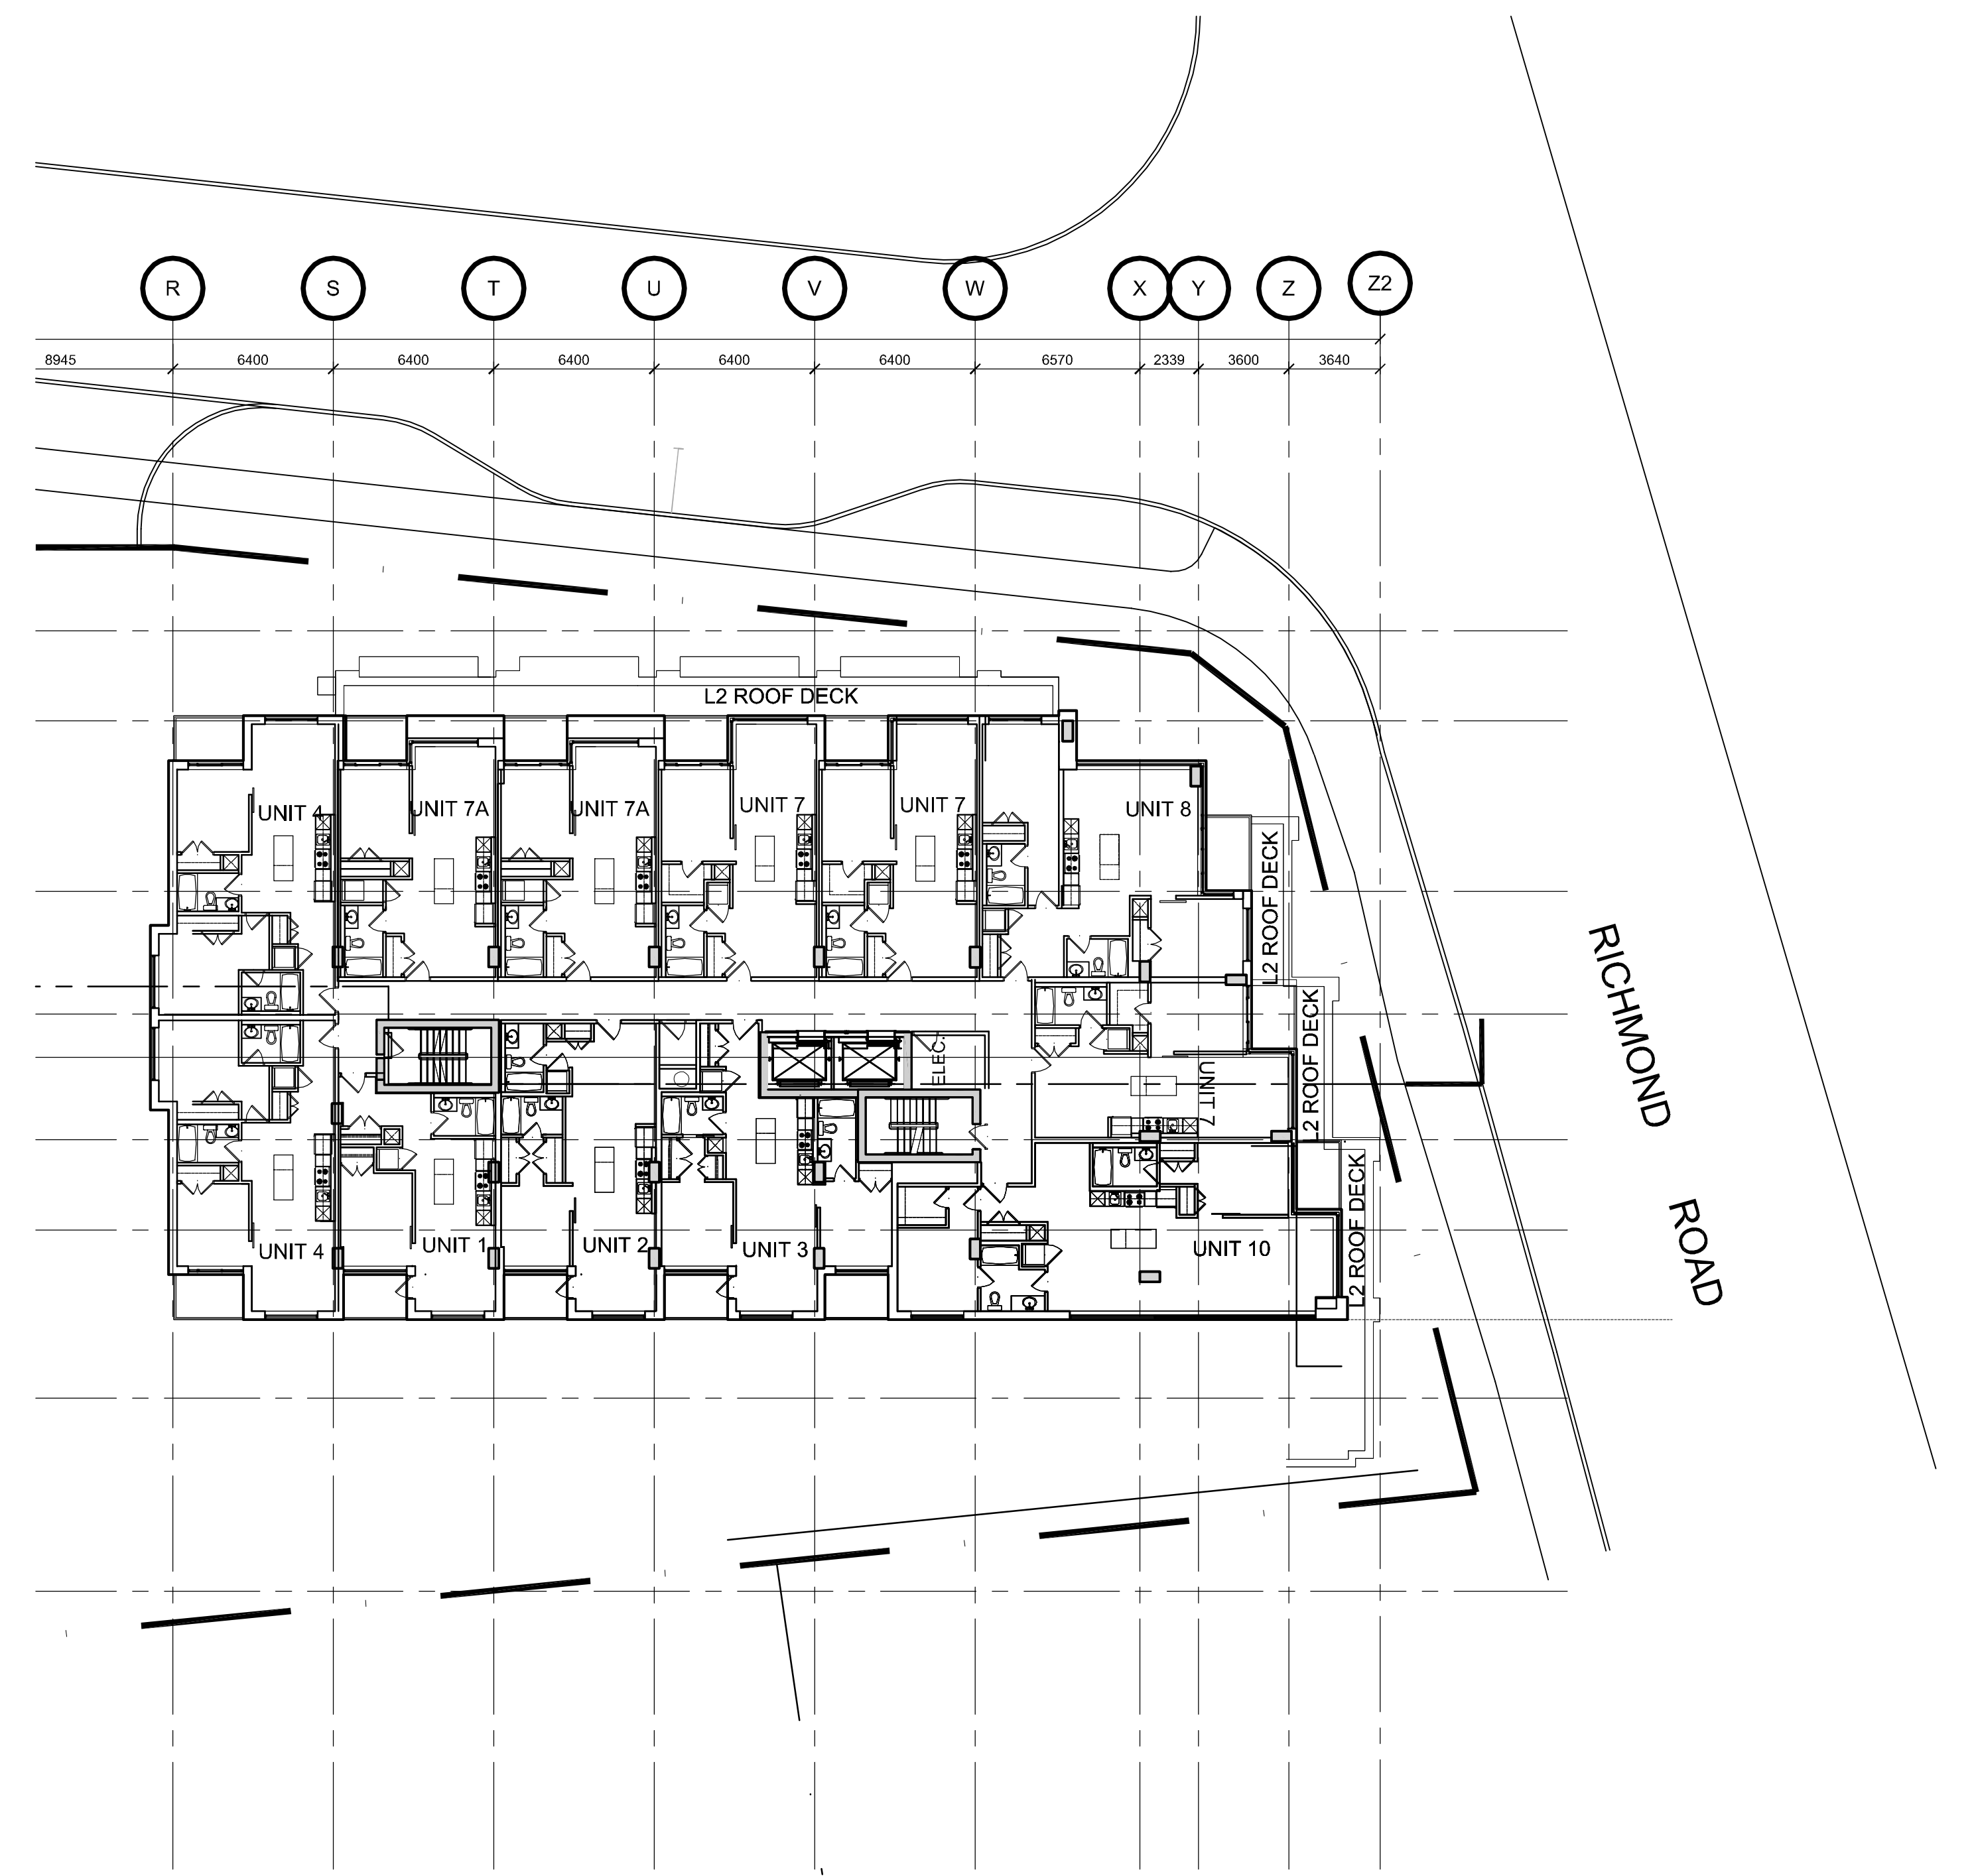 R S T U V W X Y Z Z2
8945 6400 6400 6400 6400 6400 6570 2339 3600 3640
L2 ROOF DECK
UNIT 4 UNIT 7A UNIT 7A UNIT 7 UNIT 7 UNIT 8
L2 ROOF DECK
L2 ROOF DECK
ELEC.
UNIT 7
UNIT 4 UNIT 1 UNIT 2 UNIT 3 UNIT 10
L2 ROOF DECK
RICHMOND
ROAD